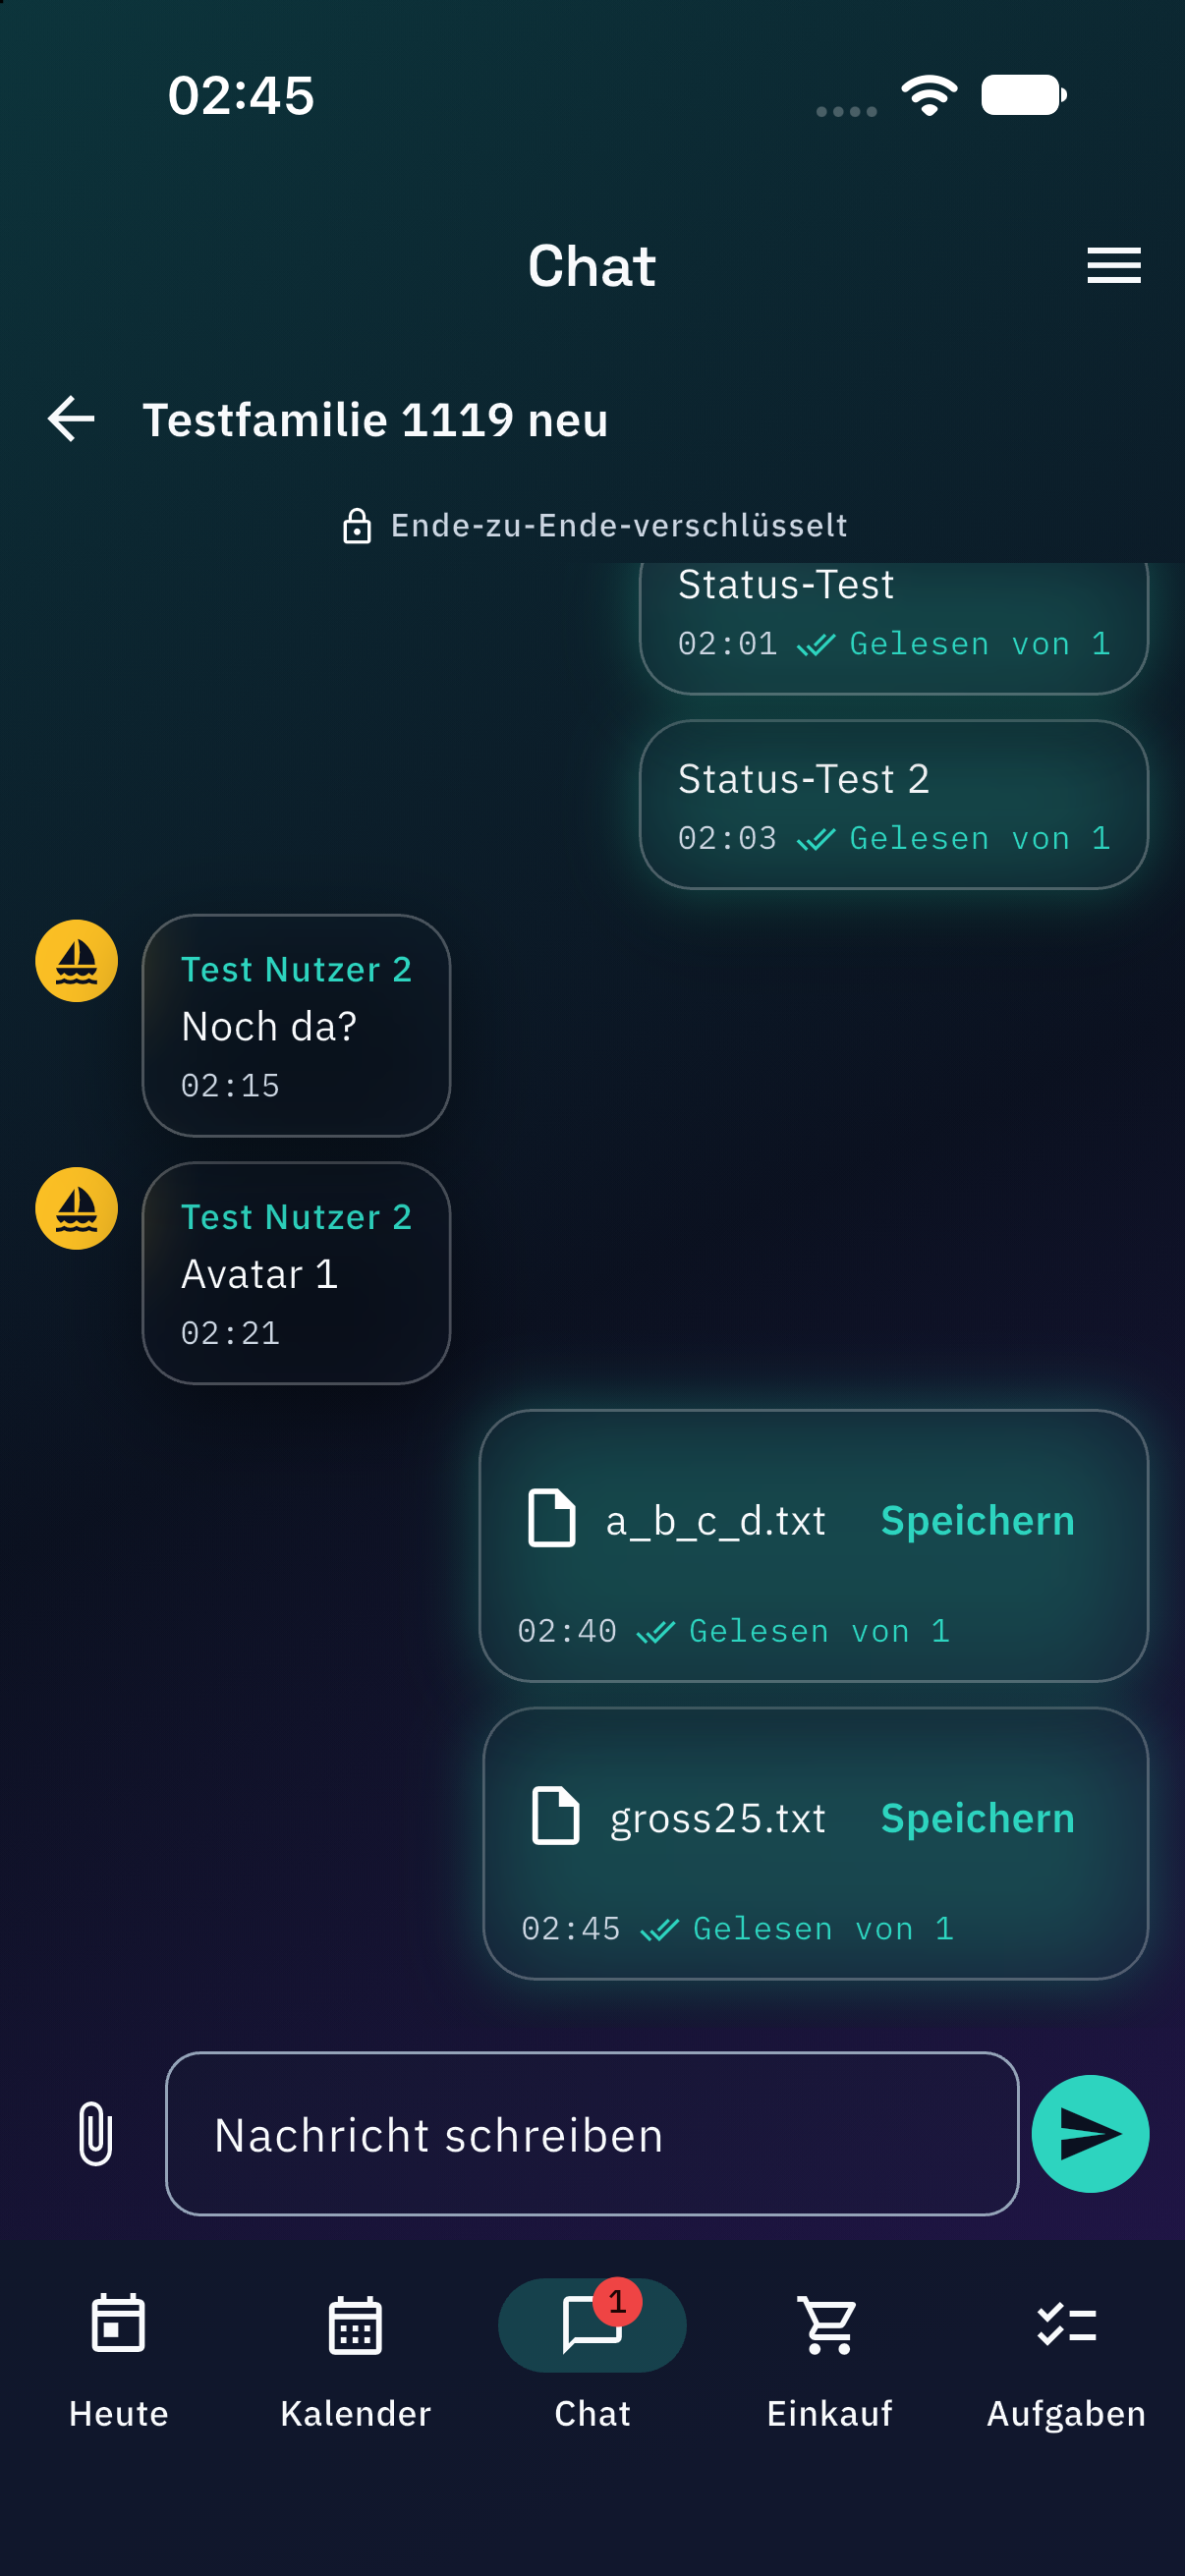 02:45
Chat
Testfamilie 1119 neu
Ende-zu-Ende-verschlüsselt
Status-Test
02:01 Gelesen von 1
Status-Test 2
02:03 Gelesen von 1
Test Nutzer 2
Noch da?
02:15
Test Nutzer 2
Avatar 1
02:21
a_b_c_d.txt Speichern
02:40 Gelesen von 1
gross25.txt Speichern
02:45 Gelesen von 1
Nachricht schreiben
1
Heute Kalender Chat Einkauf Aufgaben